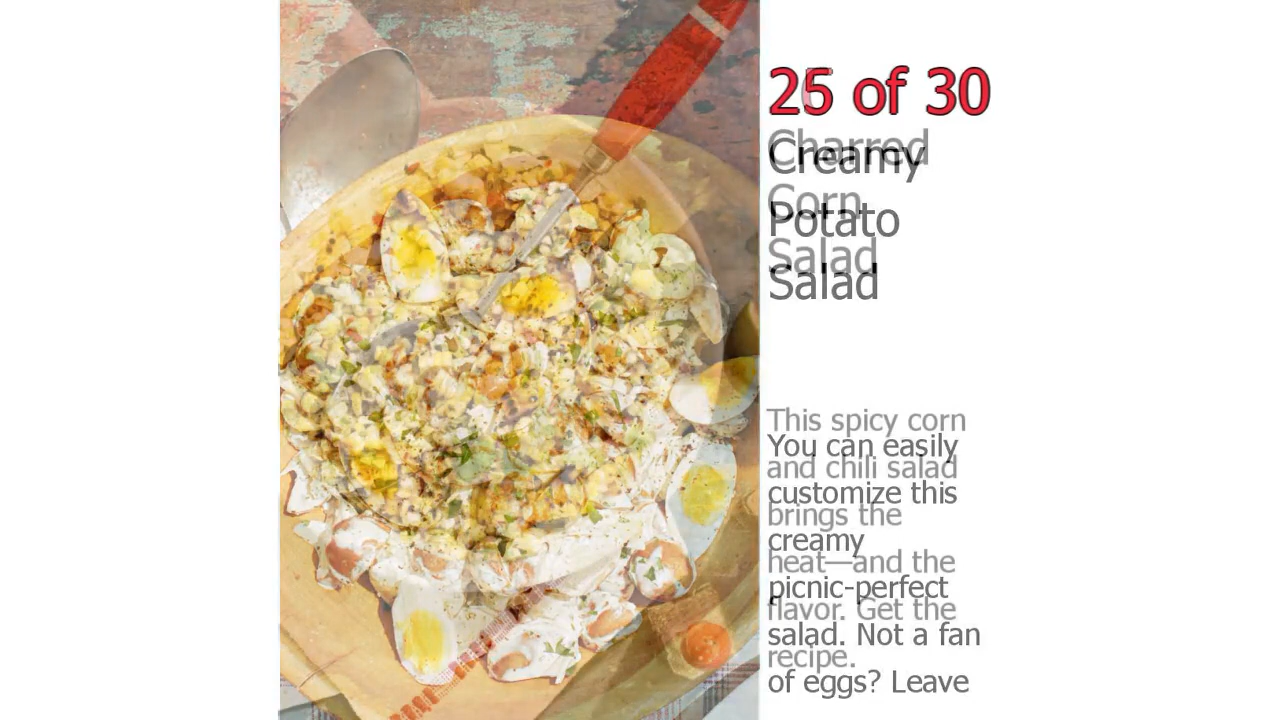 25 of 30
Charred
Creamy
Corn
Potato
Salad
Salad
This spicy corn
You can easily
and chili salad
customize this
brings the
creamy
heat—and the
picnic-perfect
flavor. Get the
salad. Not a fan
recipe.
of eggs? Leave